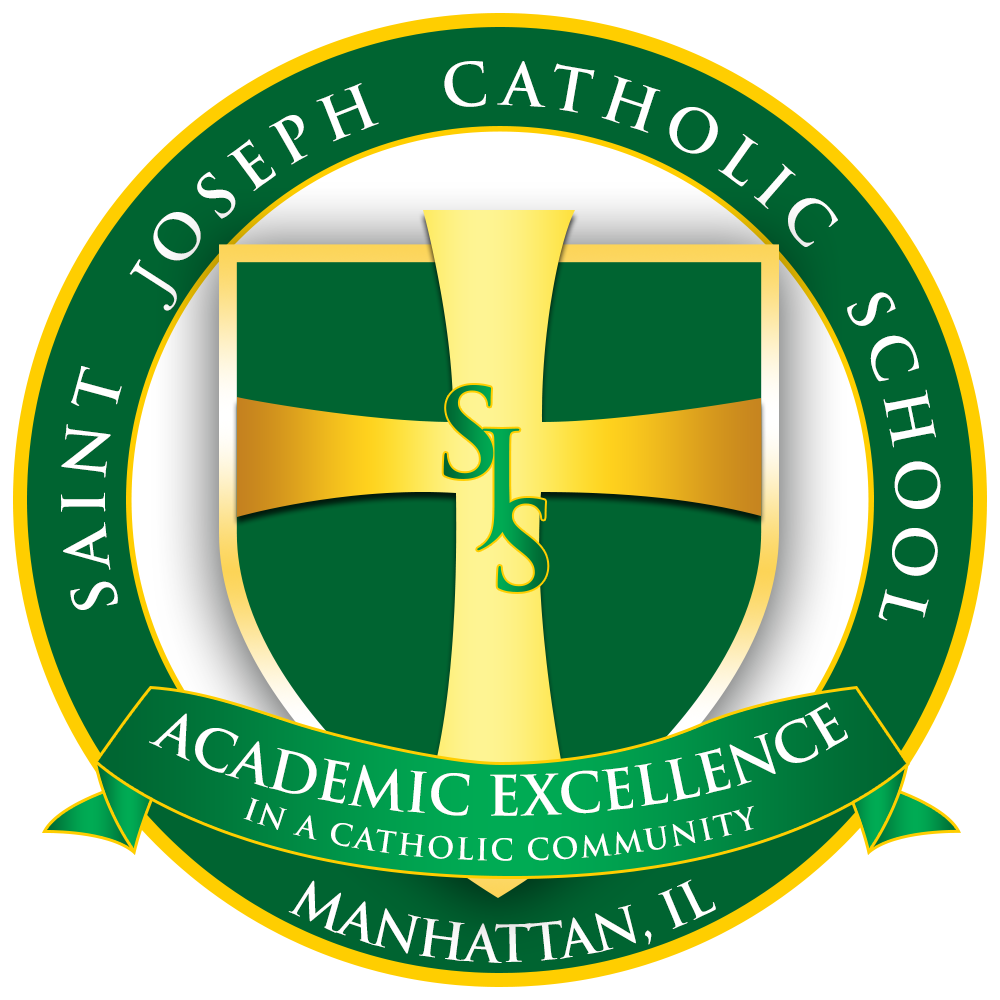 SAINT JOSEPH CATHOLIC SCHOOL
SJS
ACADEMIC EXCELLENCE
IN A CATHOLIC COMMUNITY
MANHATTAN, IL